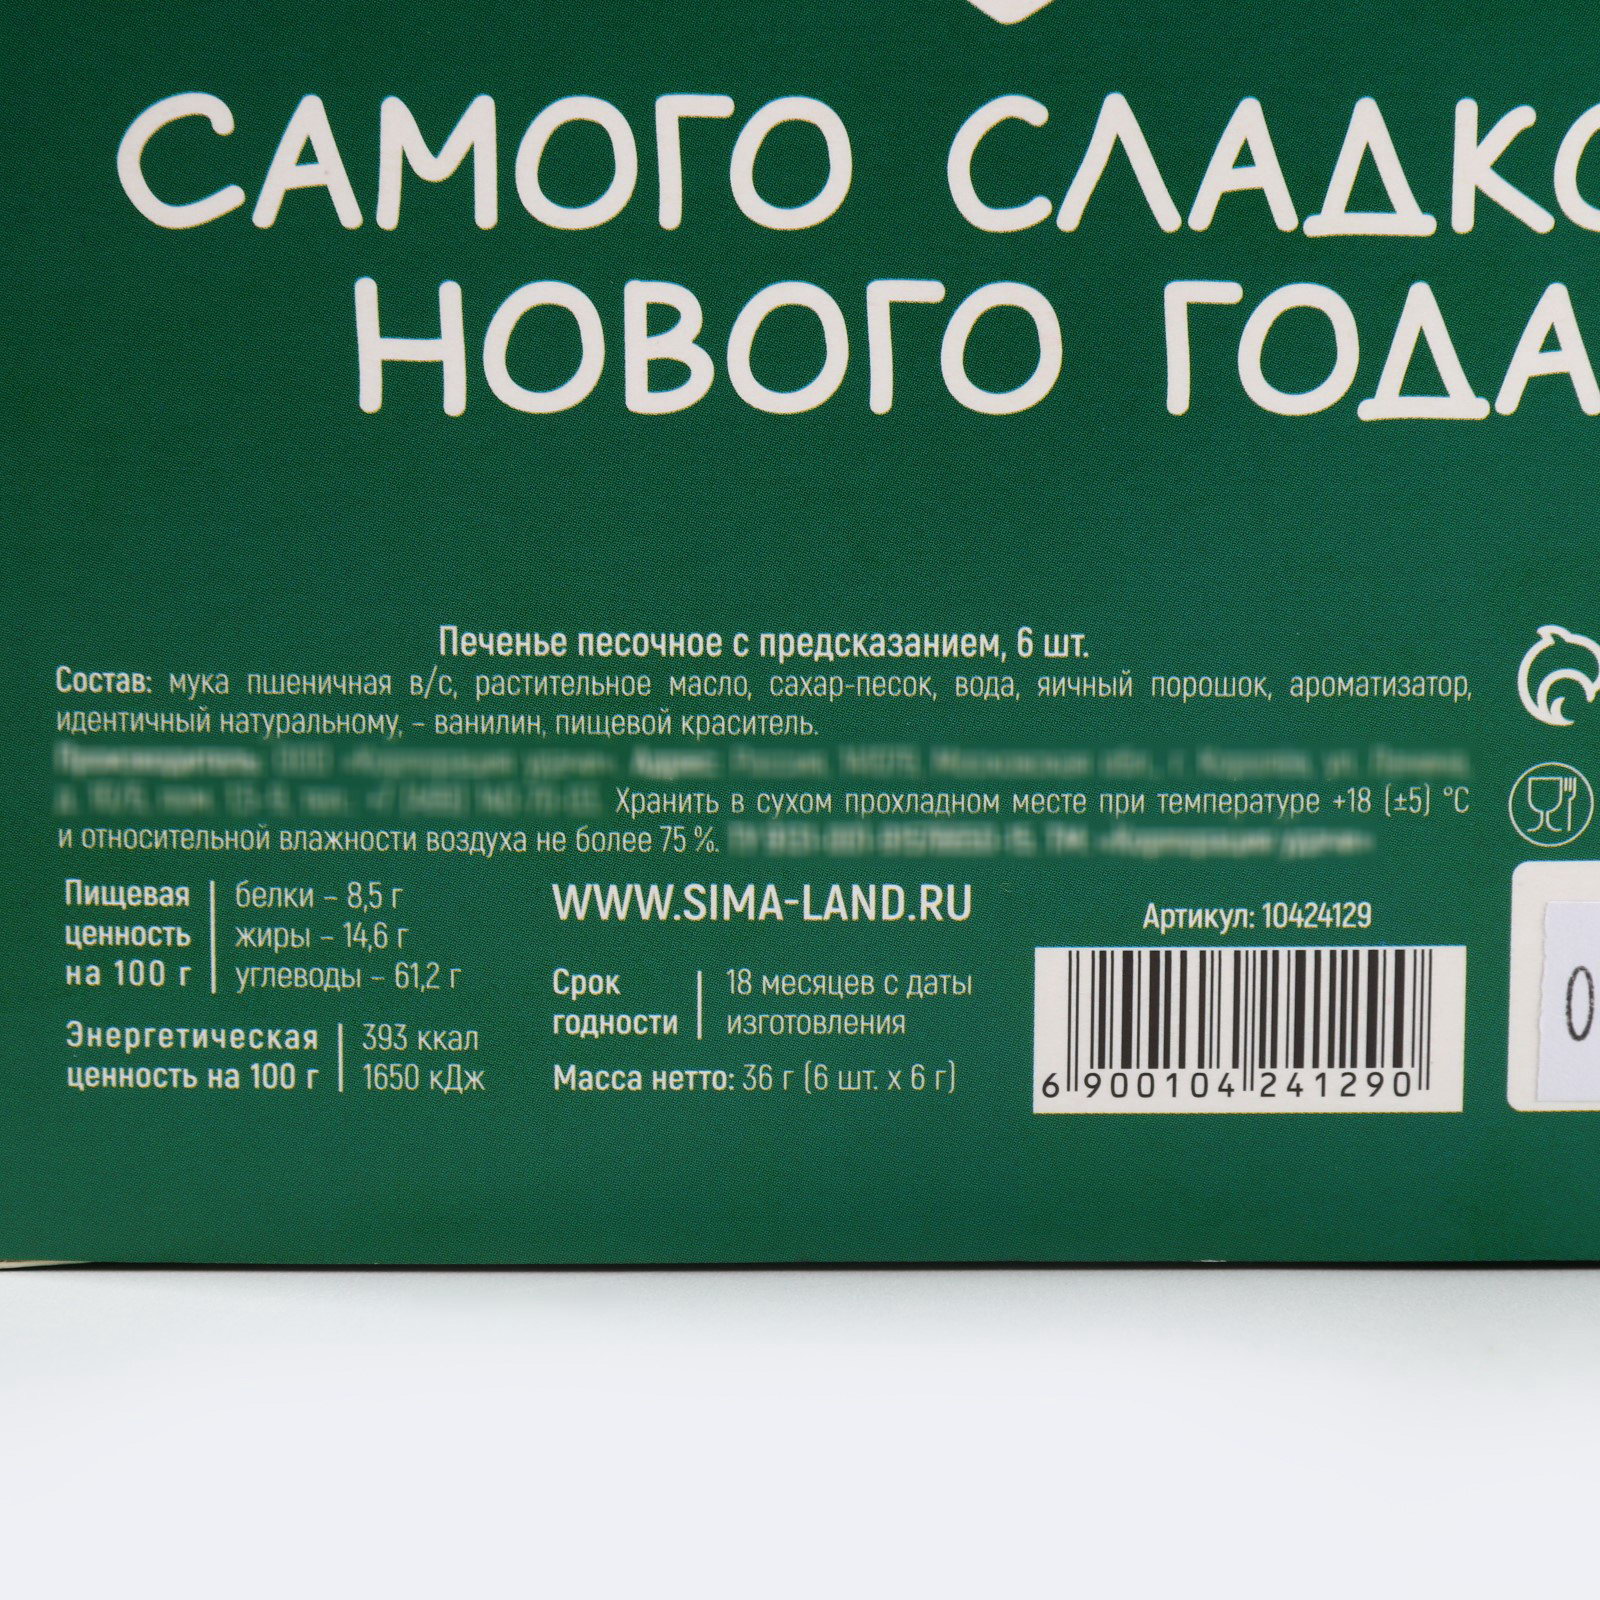 САМОГО СЛАДКО
НОВОГО ГОДА
Печенье песочное с предсказанием, 6 шт.
Состав: мука пшеничная в/с, растительное масло, сахар-песок, вода, яичный порошок, ароматизатор,
идентичный натуральному, – ванилин, пищевой краситель.
Хранить в сухом прохладном месте при температуре +18 (±5) °С
и относительной влажности воздуха не более 75 %.
Пищевая ценность на 100 г
белки – 8,5 г
жиры – 14,6 г
углеводы – 61,2 г
Энергетическая ценность на 100 г
393 ккал
1650 кДж
WWW.SIMA-LAND.RU
Срок годности
18 месяцев с даты
изготовления
Масса нетто: 36 г (6 шт. х 6 г)
Артикул: 10424129
6 900104 241290
0